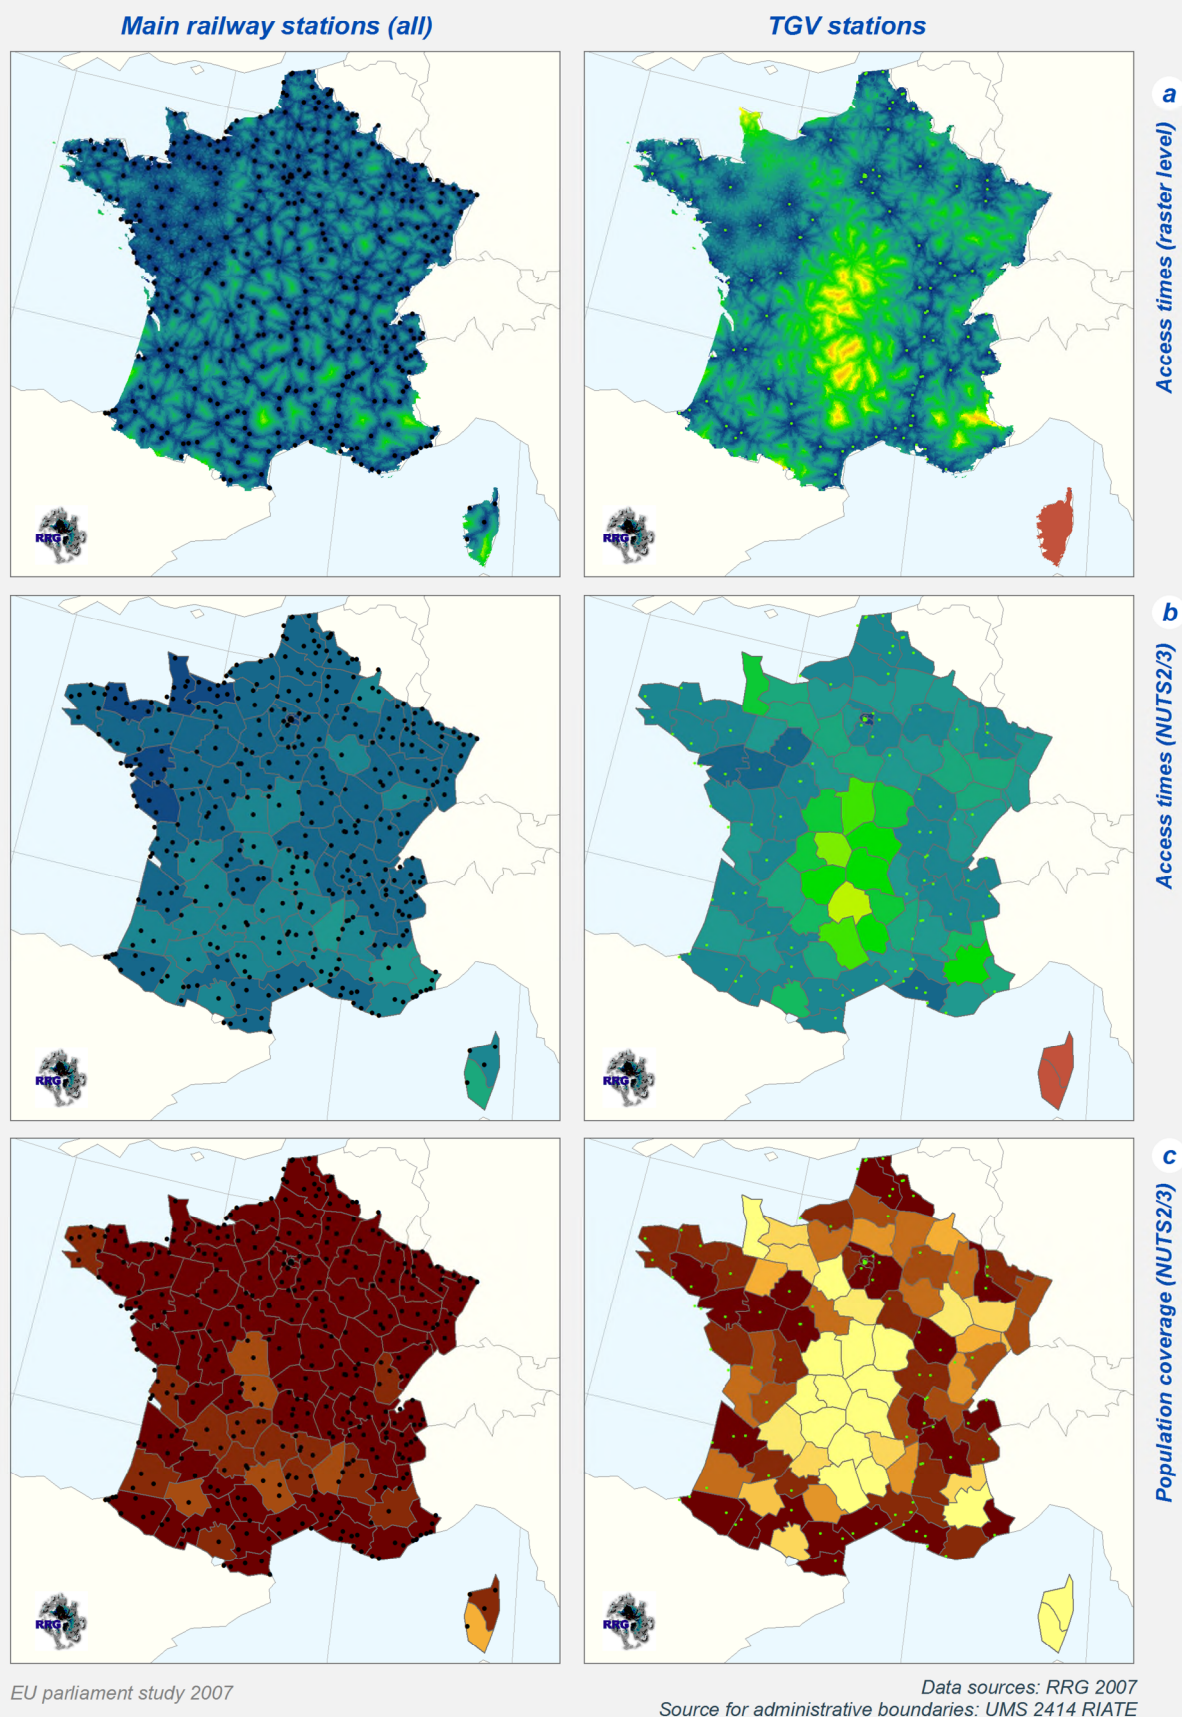 Main railway stations (all)
TGV stations
a
Access times (raster level)
RRG
RRG
b
Access times (NUTS2/3)
RRG
RRG
c
Population coverage (NUTS2/3)
RRG
RRG
EU parliament study 2007
Data sources: RRG 2007
Source for administrative boundaries: UMS 2414 RIATE